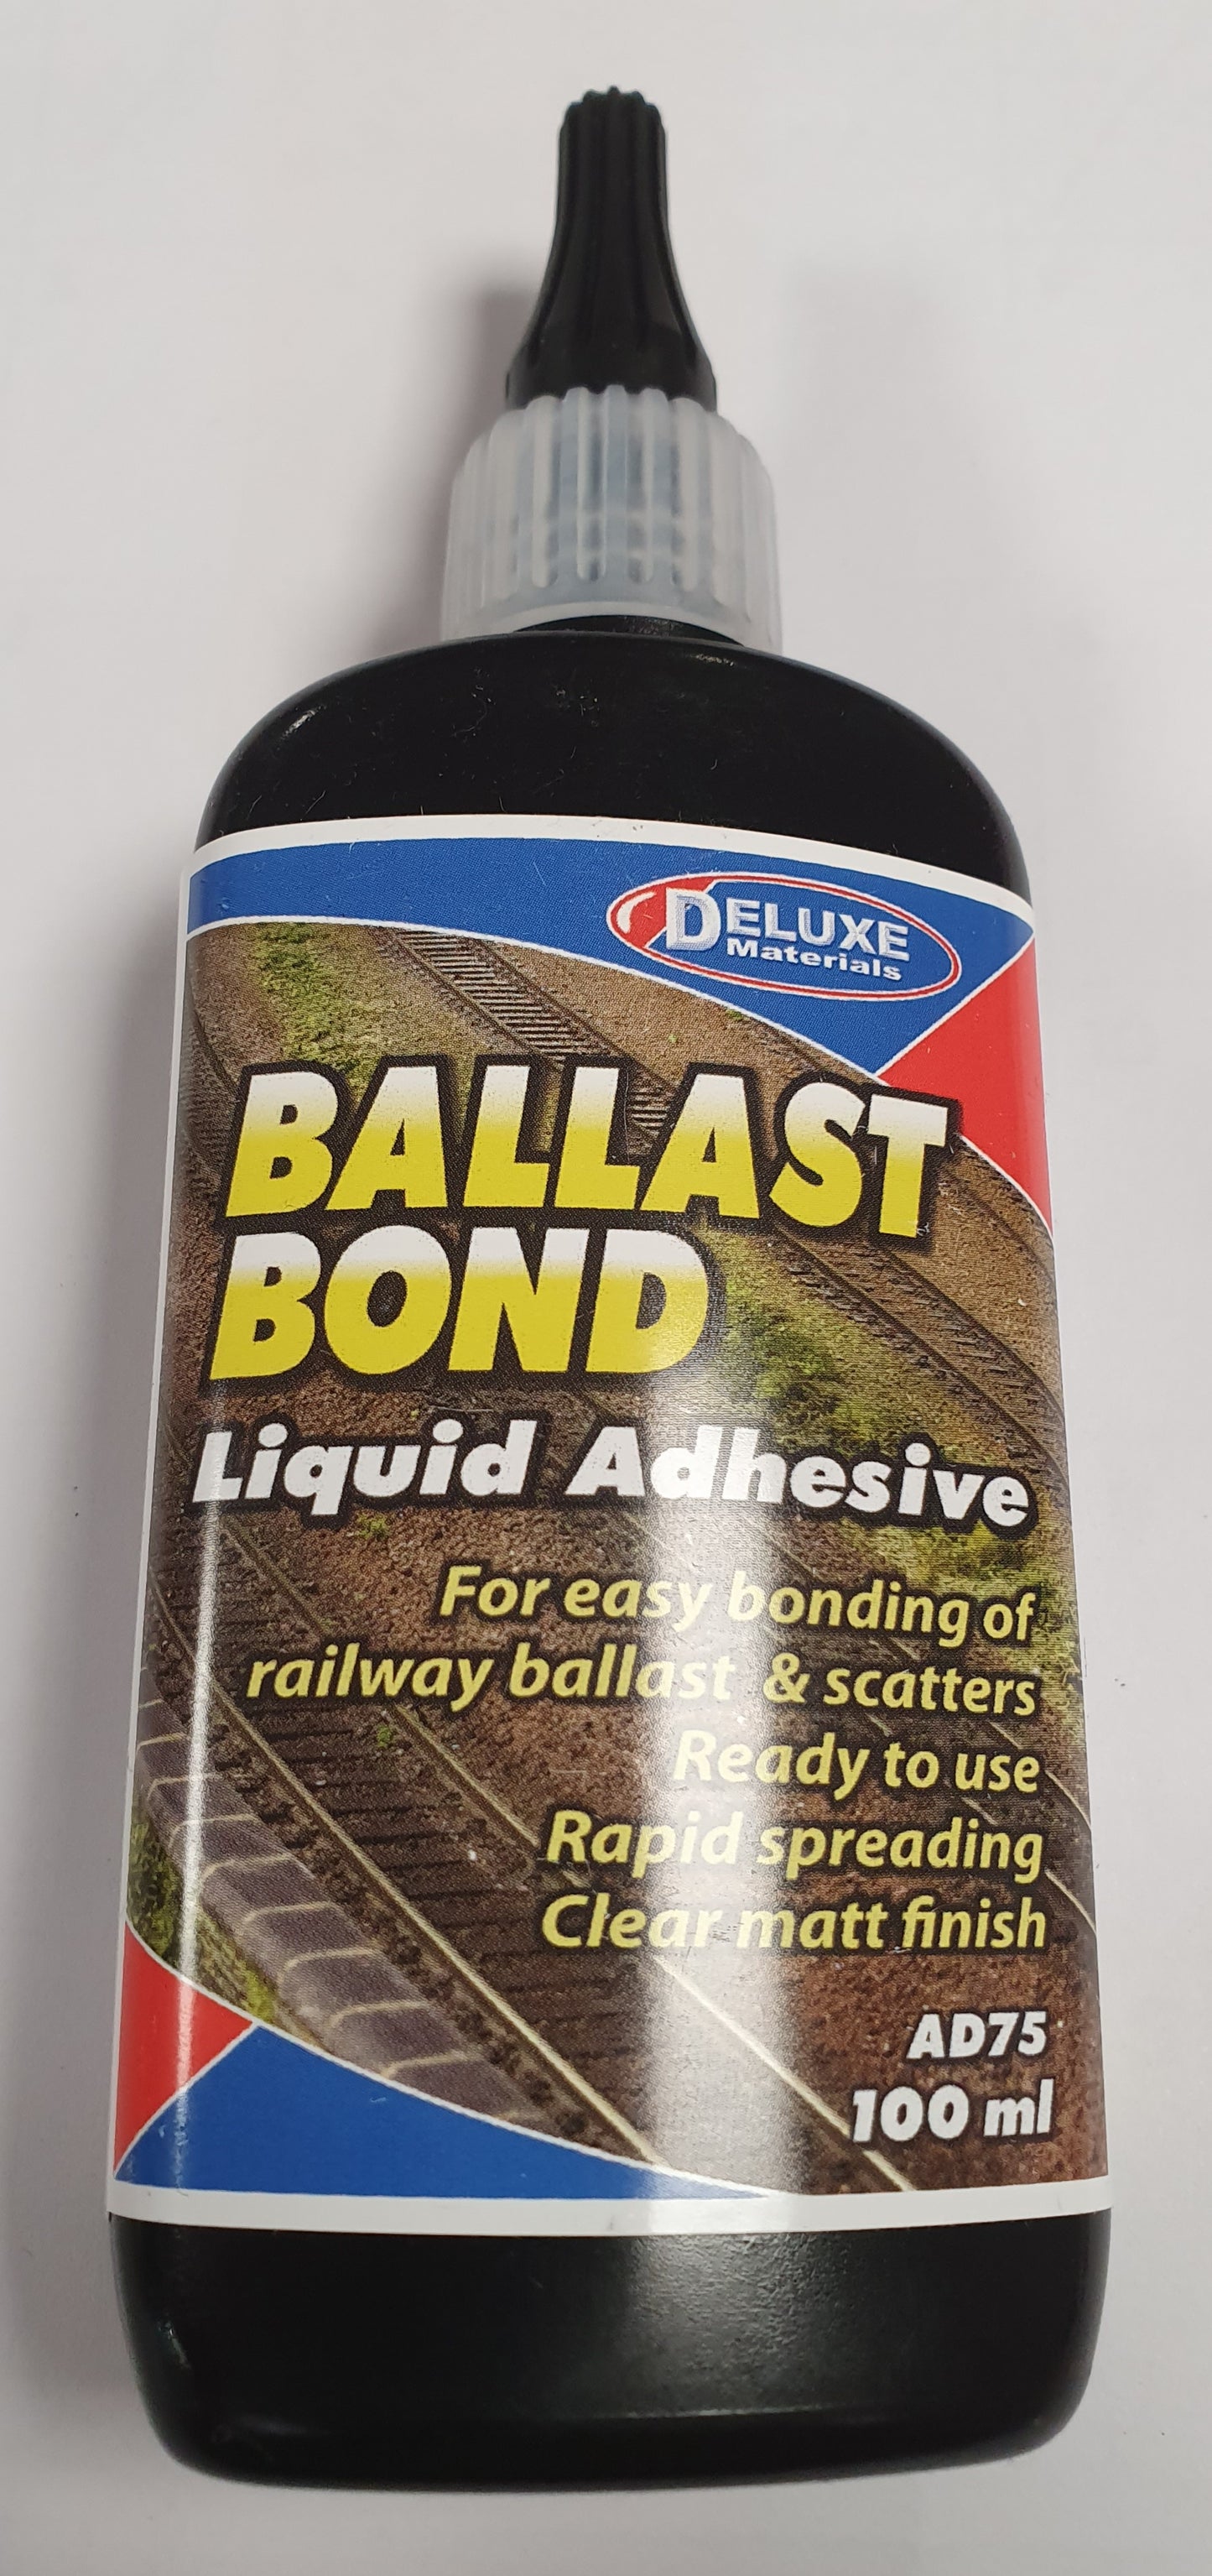 DELUXE
Materials
BALLAST
BOND
Liquid Adhesive
For easy bonding of
railway ballast & scatters
Ready to use
Rapid spreading
Clear matt finish
AD75
100 ml